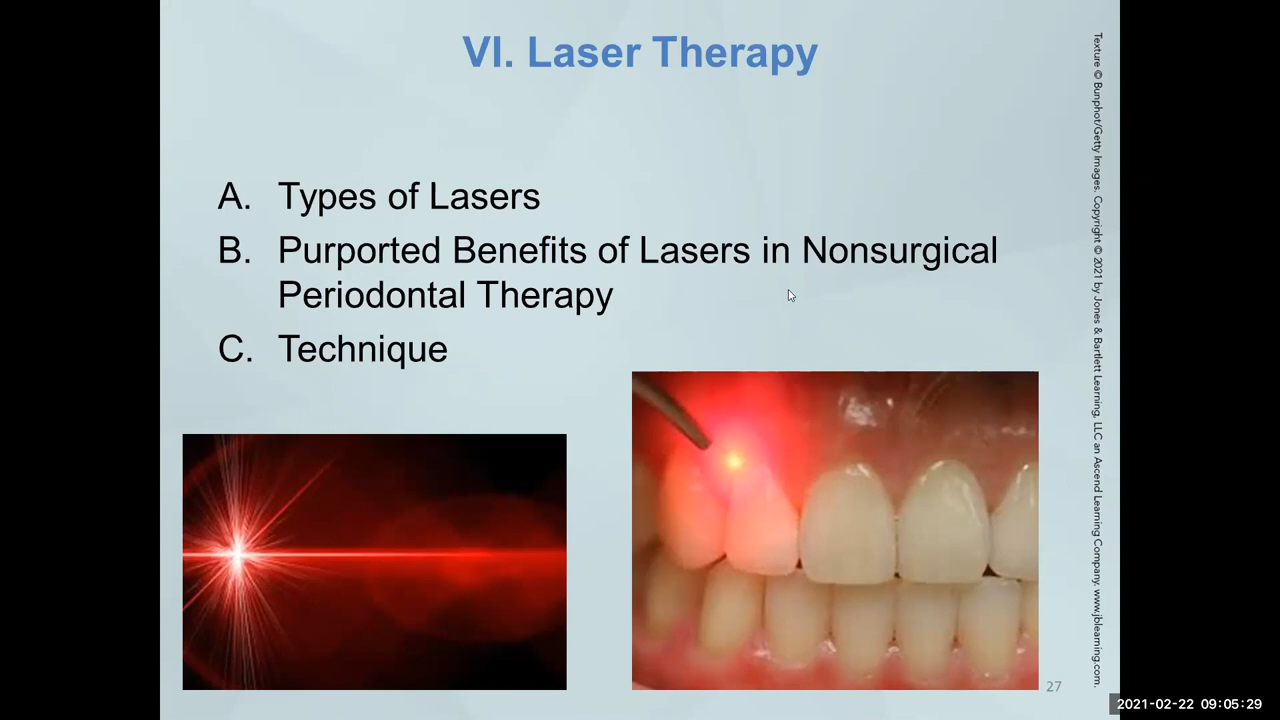 VI. Laser Therapy
A. Types of Lasers
B. Purported Benefits of Lasers in Nonsurgical
Periodontal Therapy
C. Technique
Texture © Bunphot/Getty Images. Copyright © 2021 by Jones & Bartlett Learning, LLC an Ascend Learning Company. www.jblearning.com.
27
2021-02-22 09:05:29